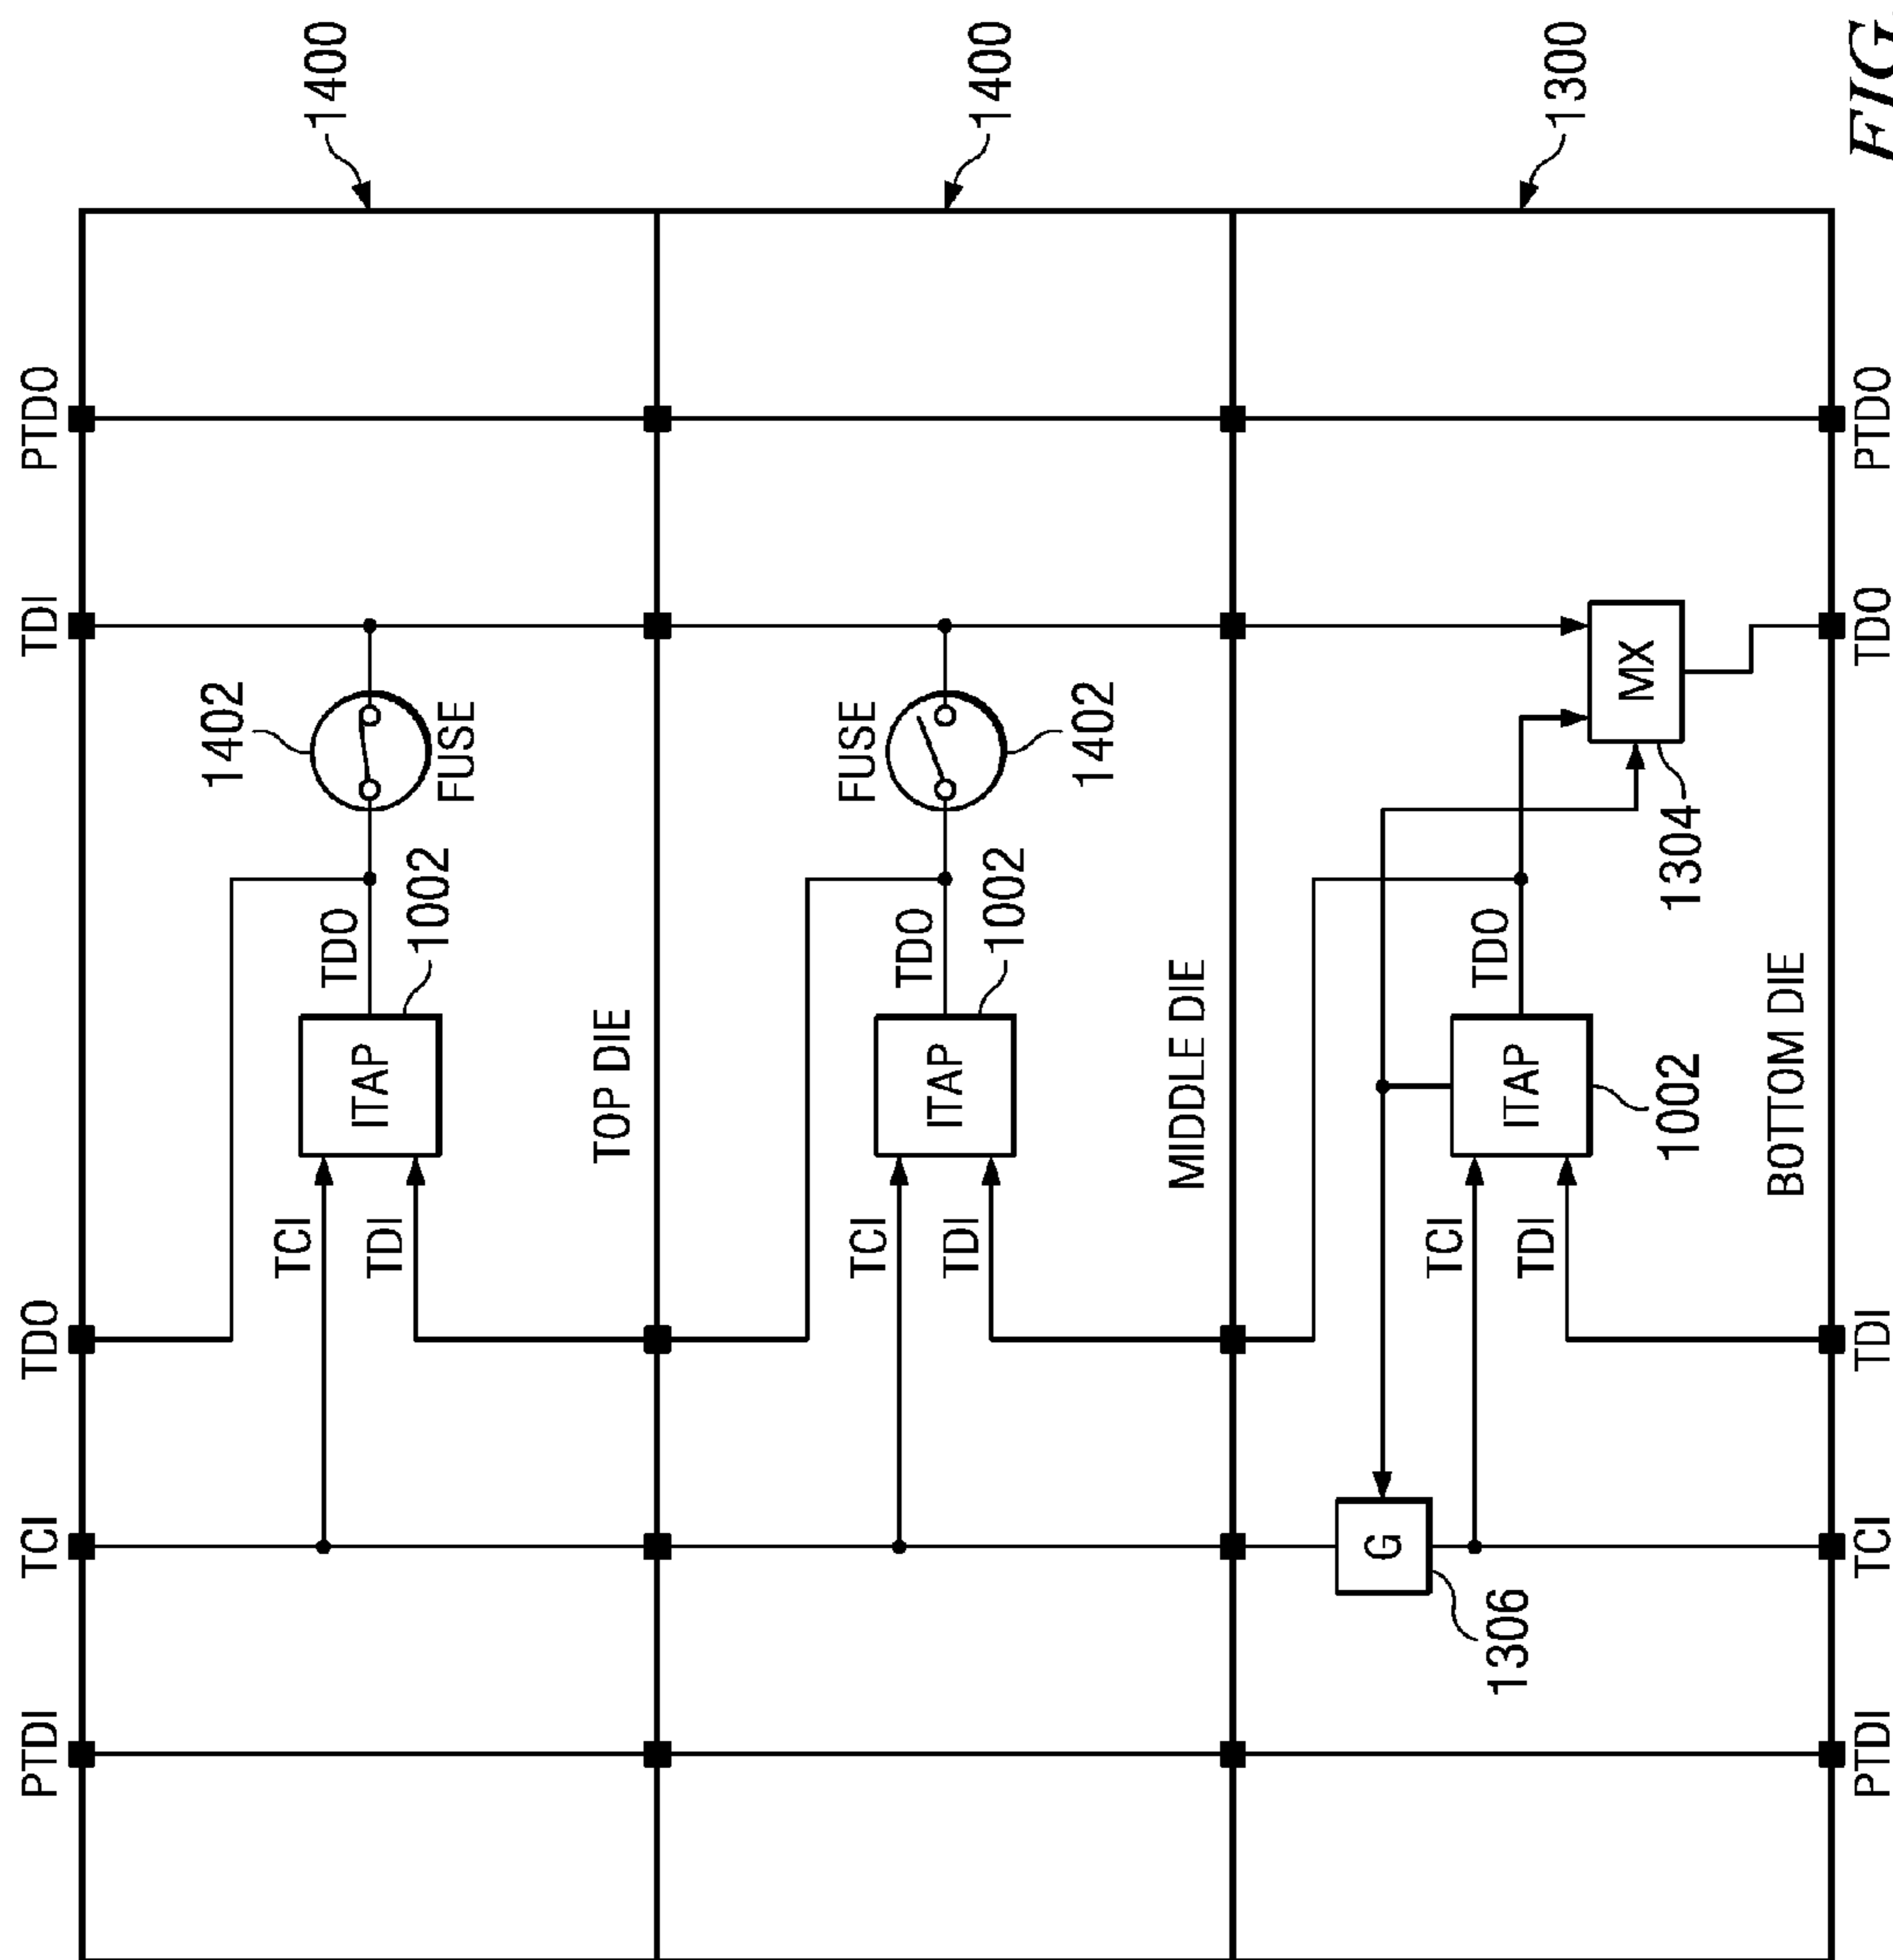 PTDI
TCI
TDO
TDI
PTDO
1400
TCI
TDI
ITAP
1002
TDO
1402
FUSE
TOP DIE
1400
TCI
TDI
ITAP
1002
TDO
FUSE
1402
MIDDLE DIE
1300
G
1306
TCI
TDI
ITAP
1002
TDO
MX
1304
BOTTOM DIE
PTDI
TCI
TDI
TDO
PTDO
FIG.